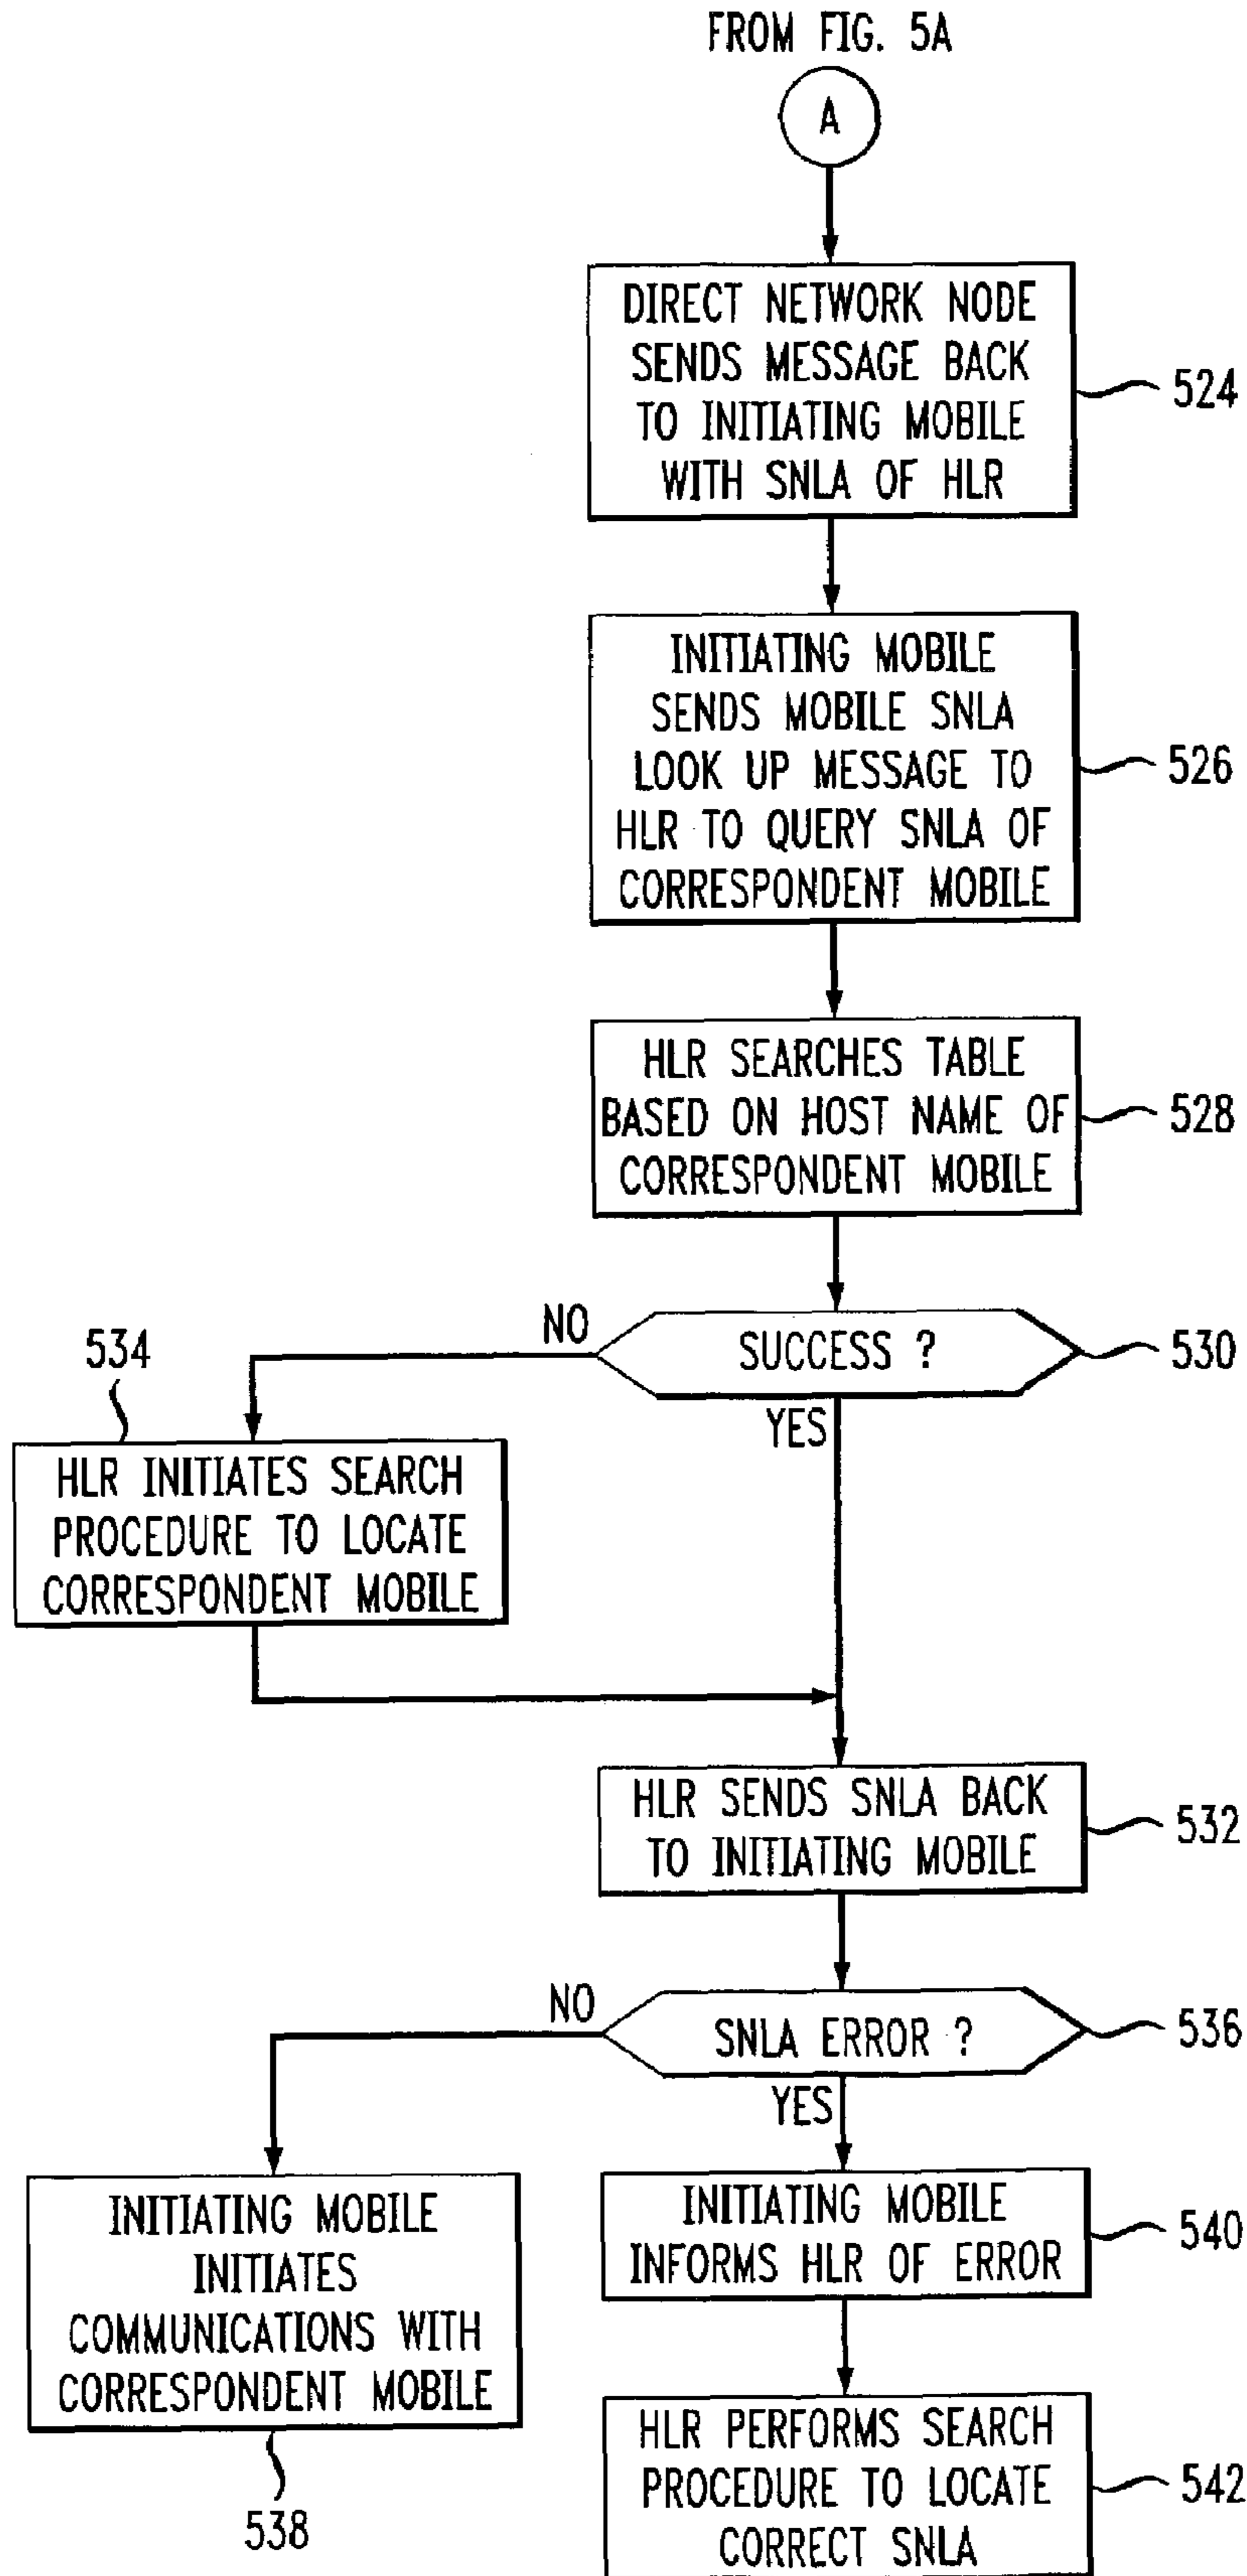 FROM FIG. 5A
A
DIRECT NETWORK NODE
SENDS MESSAGE BACK
TO INITIATING MOBILE
WITH SNLA OF HLR
524
INITIATING MOBILE
SENDS MOBILE SNLA
LOOK UP MESSAGE TO
HLR TO QUERY SNLA OF
CORRESPONDENT MOBILE
526
HLR SEARCHES TABLE
BASED ON HOST NAME OF
CORRESPONDENT MOBILE
528
NO
SUCCESS ?
530
YES
534
HLR INITIATES SEARCH
PROCEDURE TO LOCATE
CORRESPONDENT MOBILE
HLR SENDS SNLA BACK
TO INITIATING MOBILE
532
NO
SNLA ERROR ?
536
YES
INITIATING MOBILE
INITIATES
COMMUNICATIONS WITH
CORRESPONDENT MOBILE
538
INITIATING MOBILE
INFORMS HLR OF ERROR
540
HLR PERFORMS SEARCH
PROCEDURE TO LOCATE
CORRECT SNLA
542